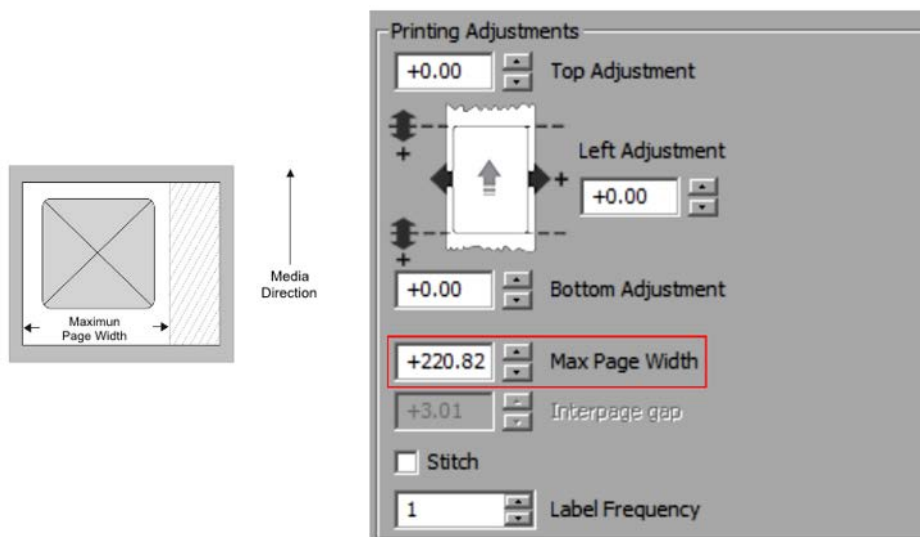 Media
Direction
Maximun
Page Width
Printing Adjustments
+0.00 Top Adjustment
+
Left Adjustment
+
+0.00
+
+0.00 Bottom Adjustment
+220.82 Max Page Width
+3.01 Interpage gap
Stitch
1 Label Frequency